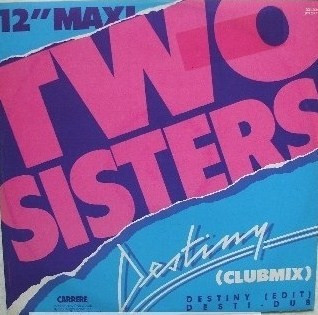 12" MAXI
TWO
SISTERS
Destiny
(CLUBMIX)
DESTINY (EDIT)
DESTI-DUB
CARRERE